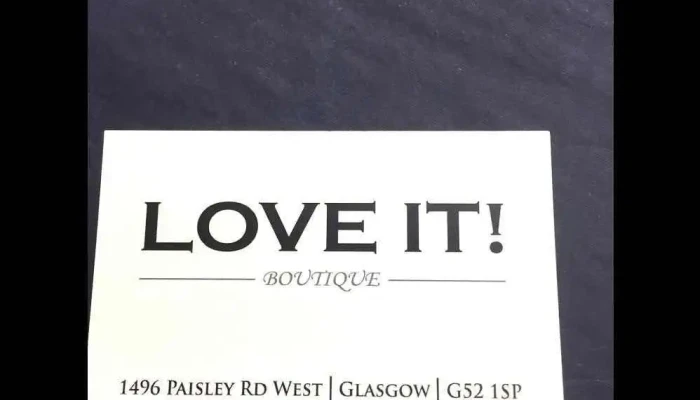 LOVE IT!
BOUTIQUE
1496 PAISLEY RD WEST | GLASGOW | G52 1SP